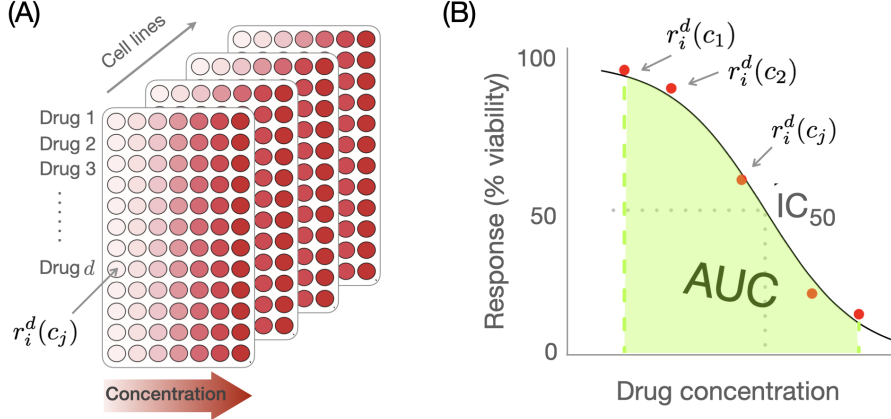 (A)
Cell lines
Drug 1
Drug 2
Drug 3
Drug d
r_i^d(c_j)
Concentration
(B)
100
50
0
Response (% viability)
r_i^d(c_1)
r_i^d(c_2)
r_i^d(c_j)
IC_50
AUC
Drug concentration